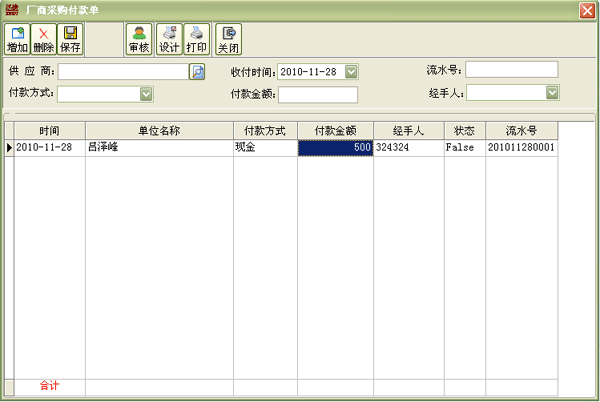 厂商采购付款单
增加 删除 保存 审核 设计 打印 关闭
供 应 商: 收付时间: 2010-11-28 流水号:
付款方式: 付款金额: 经手人:
时间 单位名称 付款方式 付款金额 经手人 状态 流水号
2010-11-28 吕泽峰 现金 500 324324 False 201011280001
合计